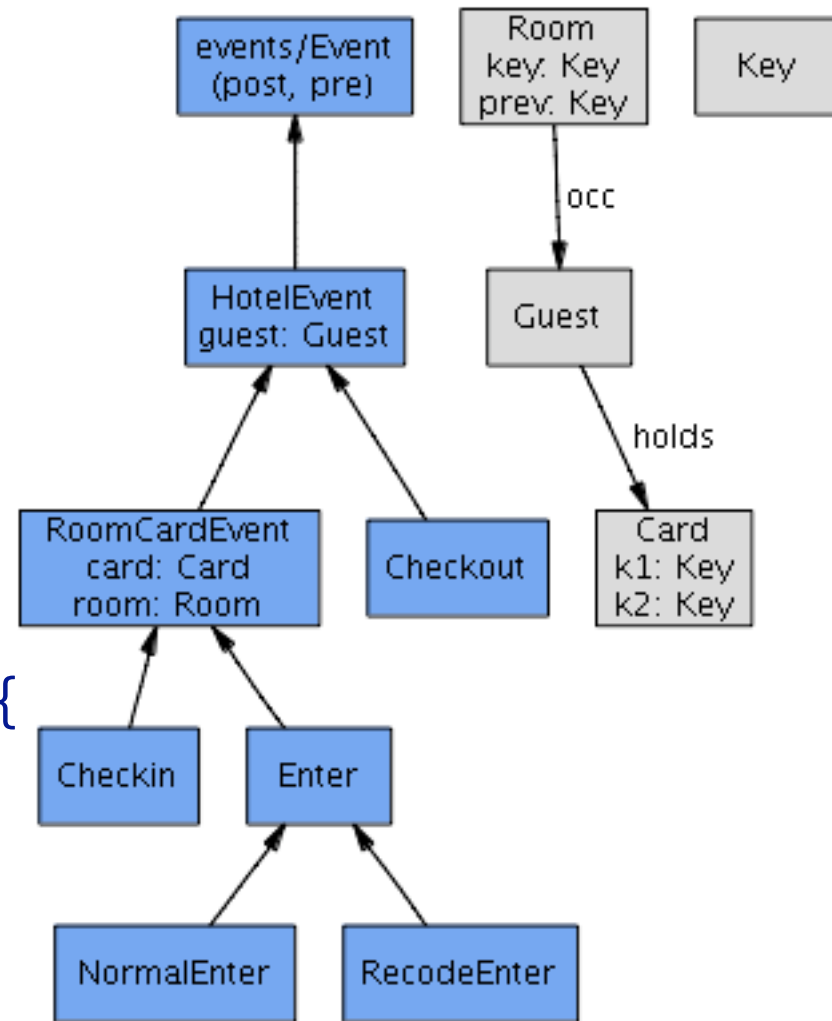 events/Event
(post, pre)
Room
key: Key
prev: Key
Key
occ
HotelEvent
guest: Guest
Guest
holds
RoomCardEvent
card: Card
room: Room
Checkout
Card
k1: Key
k2: Key
{
Checkin
Enter
NormalEnter
RecodeEnter